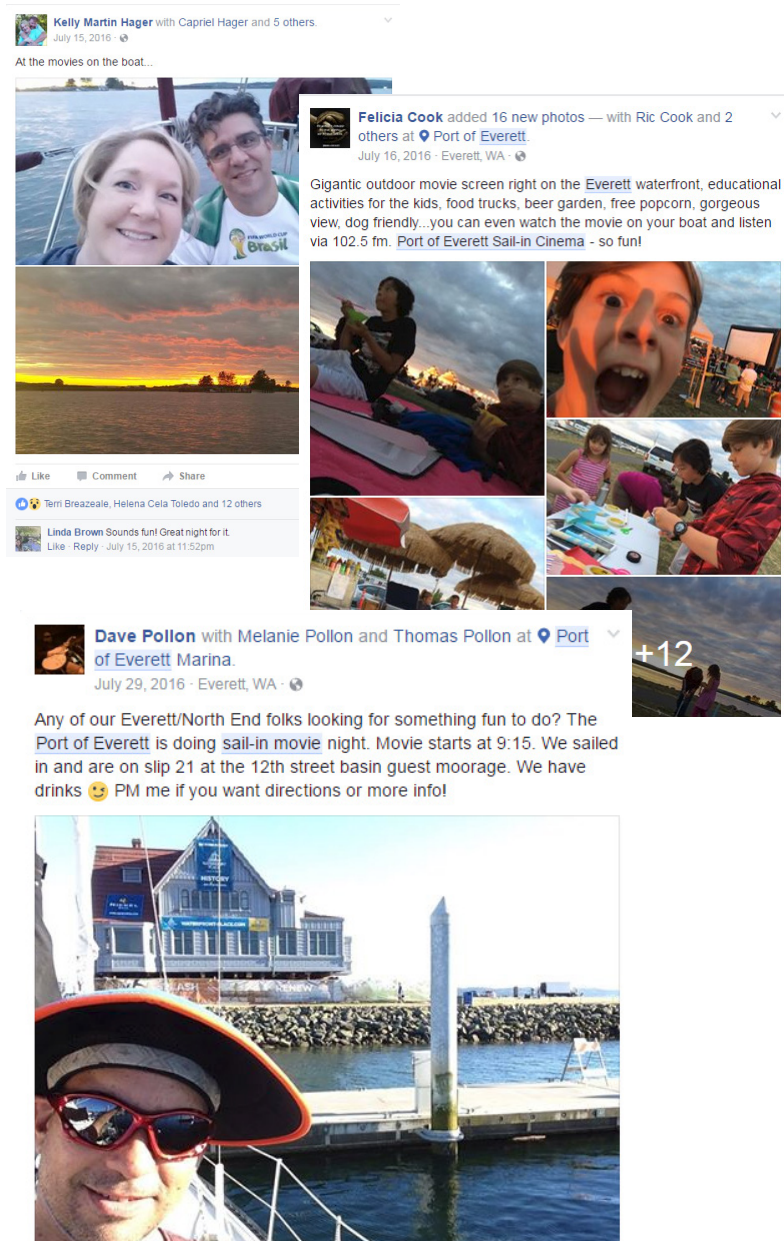 Kelly Martin Hager with Capriel Hager and 5 others.
July 15, 2016 ·
At the movies on the boat...
FIFA WORLD CUP
Brasil
Like Comment Share
Terri Breazeale, Helena Cela Toledo and 12 others
Linda Brown Sounds fun! Great night for it.
Like · Reply · July 15, 2016 at 11:52pm
Felicia Cook added 16 new photos — with Ric Cook and 2
others at Port of Everett.
July 16, 2016 · Everett, WA ·
Gigantic outdoor movie screen right on the Everett waterfront, educational
activities for the kids, food trucks, beer garden, free popcorn, gorgeous
view, dog friendly...you can even watch the movie on your boat and listen
via 102.5 fm. Port of Everett Sail-in Cinema - so fun!
+12
Dave Pollon with Melanie Pollon and Thomas Pollon at Port
of Everett Marina.
July 29, 2016 · Everett, WA ·
Any of our Everett/North End folks looking for something fun to do? The
Port of Everett is doing sail-in movie night. Movie starts at 9:15. We sailed
in and are on slip 21 at the 12th street basin guest moorage. We have
drinks 😉 PM me if you want directions or more info!
HISTORY
WATERFRONTPLACE.COM
RENEW